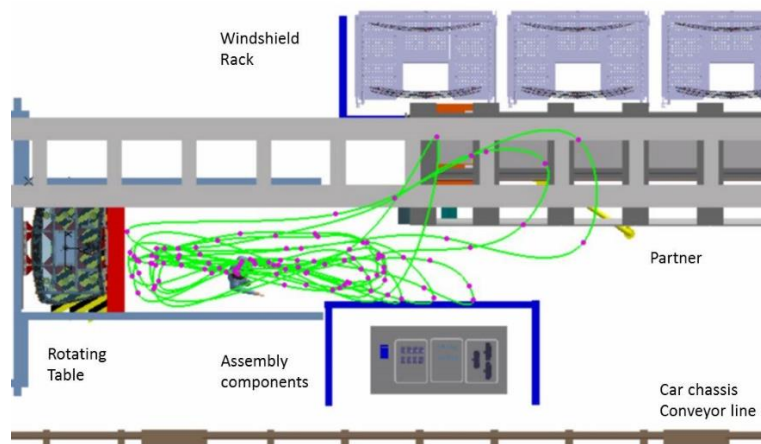 Windshield
Rack
Partner
Rotating
Table
Assembly
components
Car chassis
Conveyor line